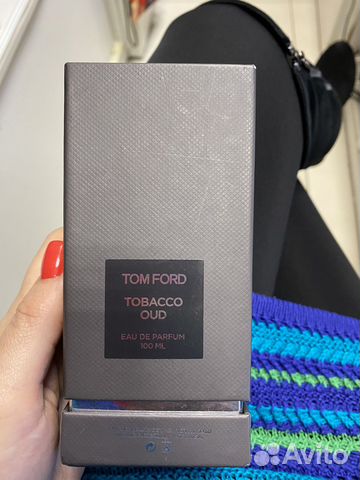 TOM FORD
TOBACCO
OUD
EAU DE PARFUM
100 ML
Avito